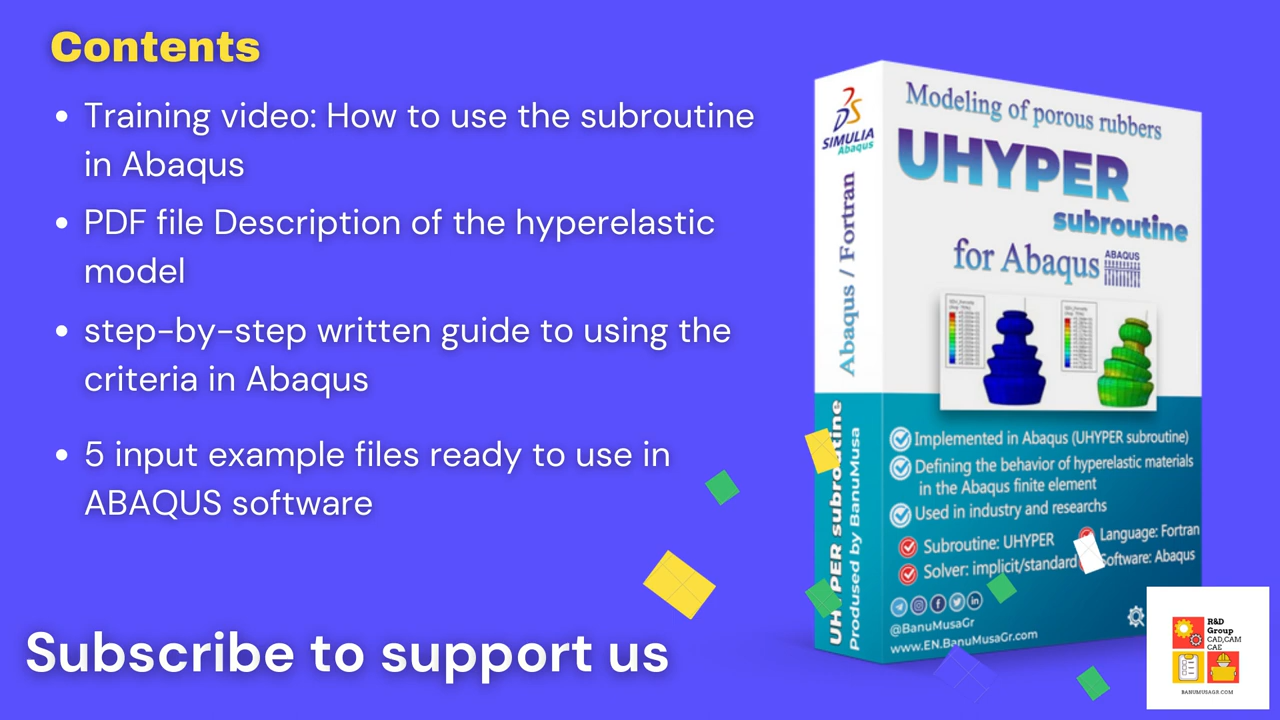 Contents
• Training video: How to use the subroutine
in Abaqus
• PDF file Description of the hyperelastic
model
• step-by-step written guide to using the
criteria in Abaqus
• 5 input example files ready to use in
ABAQUS software
Subscribe to support us
SIMULIA
Abaqus
Abaqus / Fortran
UHYPER subroutine
Prodused by BanuMusa
Modeling of porous rubbers
UHYPER
subroutine
for Abaqus
ABAQUS
Implemented in Abaqus (UHYPER subroutine)
Defining the behavior of hyperelastic materials
in the Abaqus finite element
Used in industry and researchs
Subroutine: UHYPER
Language: Fortran
Solver: implicit/standard
Software: Abaqus
@BanuMusaGr
www.EN.BanuMusaGr.com
R&D
Group
CAD,CAM
CAE
BANUMUSAGR.COM